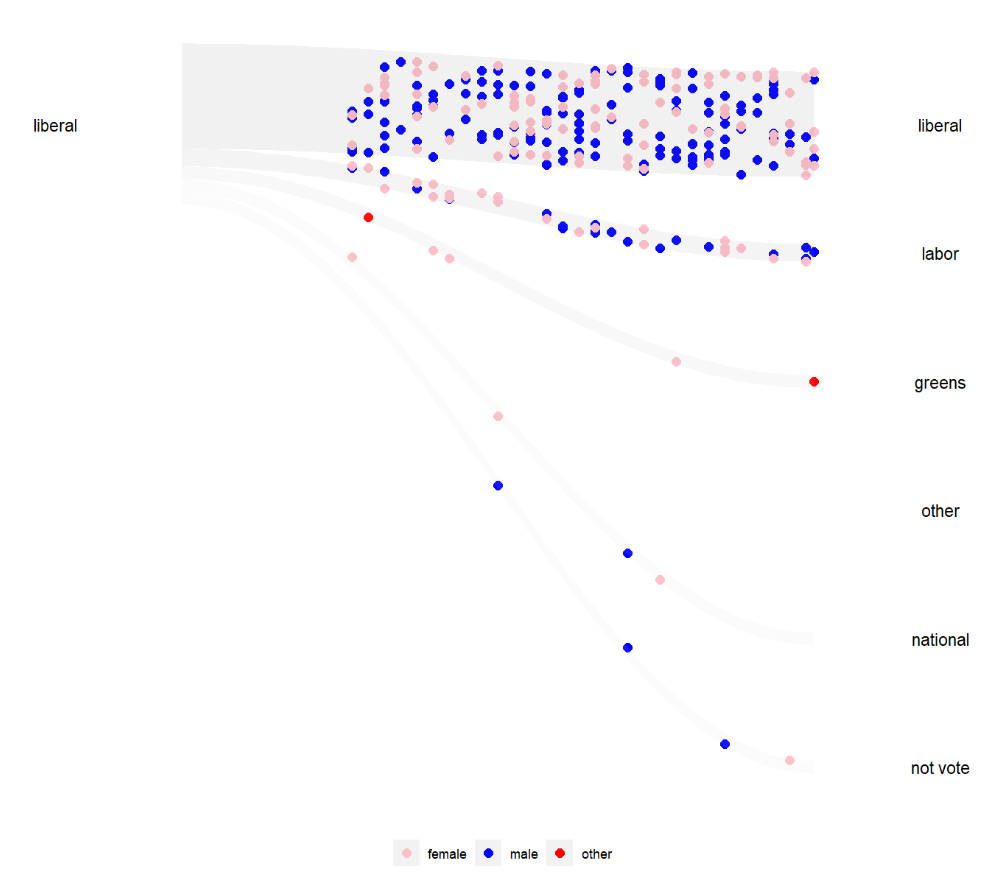 liberal
liberal
labor
greens
other
national
not vote
female male other